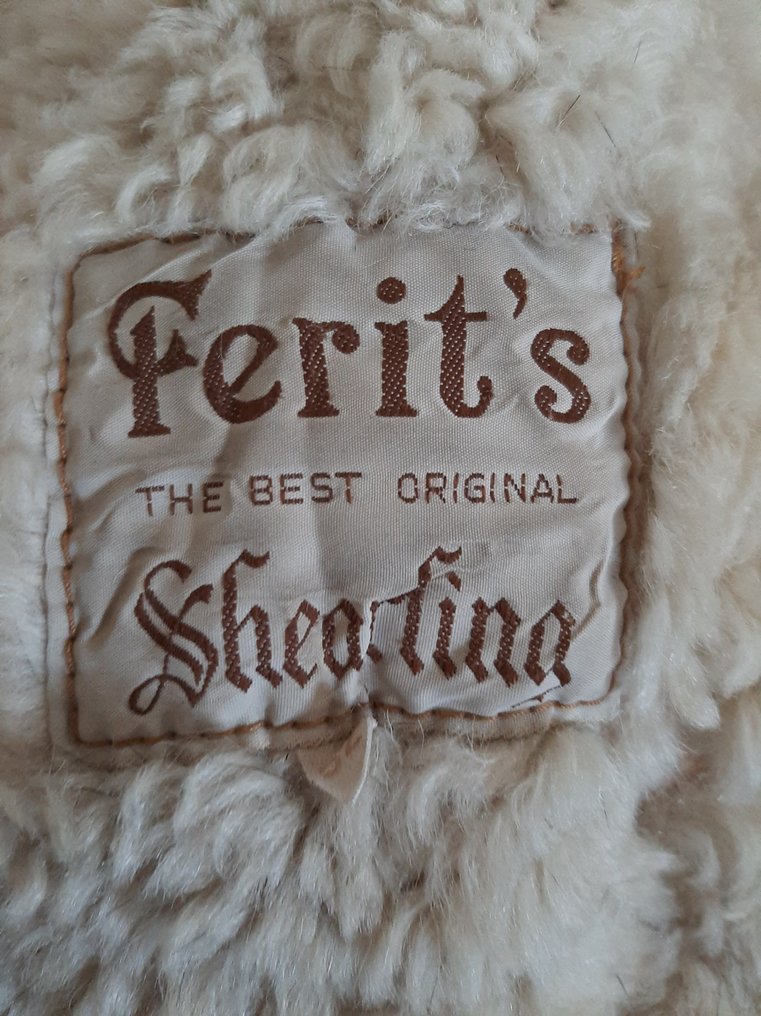 Ferit's
THE BEST ORIGINAL
Shearling